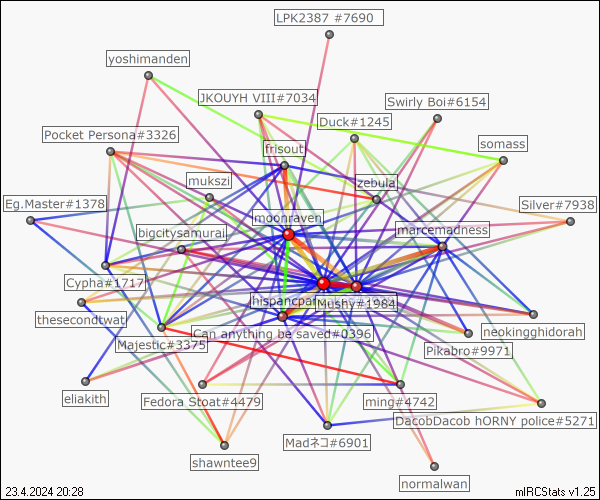 LPK2387 #7690
yoshimanden
JKOUYH VIII#7034
Swirly Boi#6154
Duck#1245
Pocket Persona#3326
frisout
somass
mukszi
zebula
Eg.Master#1378
Silver#7938
moonraven
bigcitysamurai
marcemadness
Cypha#1717
hispancpa
Mushy#1984
thesecondtwat
Can anything be saved#0396
neokingghidorah
Majestic#3375
Pikabro#9971
eliakith
Fedora Stoat#4479
ming#4742
DacobDacob hORNY police#5271
Madネコ#6901
shawntee9
normalwan
23.4.2024 20:28
mIRCStats v1.25